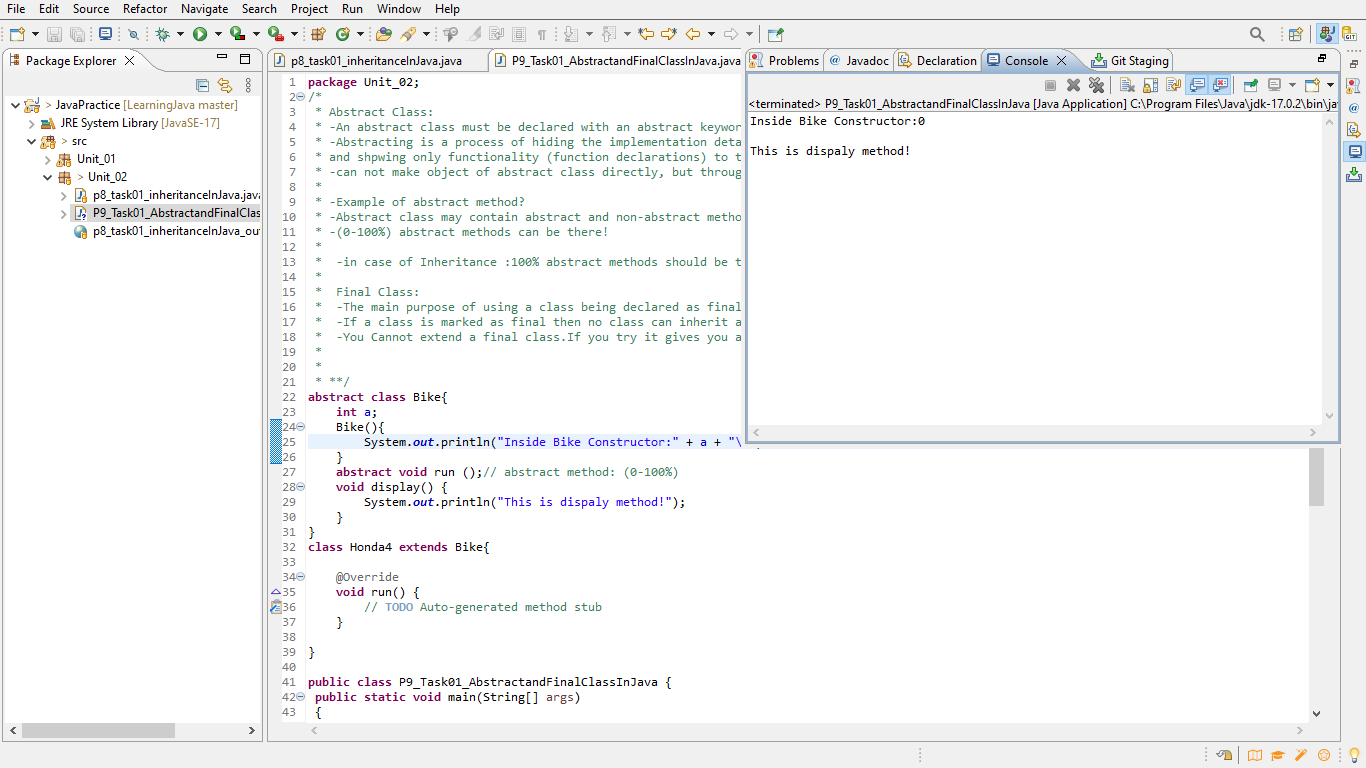 File Edit Source Refactor Navigate Search Project Run Window Help
Package Explorer
JavaPractice [LearningJava master]
JRE System Library [JavaSE-17]
src
Unit_01
Unit_02
p8_task01_inheritanceInJava.java
P9_Task01_AbstractandFinalClas
p8_task01_inheritanceInJava_ou
p8_task01_inheritanceInJava.java
P9_Task01_AbstractandFinalClassInJava.java
1 package Unit_02;
2 /*
3 * Abstract Class:
4 * -An abstract class must be declared with an abstract keywor
5 * -Abstracting is a process of hiding the implementation deta
6 * and shpwing only functionality (function declarations) to t
7 * -can not make object of abstract class directly, but throug
8 *
9 * -Example of abstract method?
10 * -Abstract class may contain abstract and non-abstract metho
11 * -(0-100%) abstract methods can be there!
12 *
13 * -in case of Inheritance :100% abstract methods should be t
14 *
15 * Final Class:
16 * -The main purpose of using a class being declared as final
17 * -If a class is marked as final then no class can inherit a
18 * -You Cannot extend a final class.If you try it gives you a
19 *
20 *
21 * **/
22 abstract class Bike{
23 int a;
24 Bike(){
25 System.out.println("Inside Bike Constructor:" + a + "\
26 }
27 abstract void run ();// abstract method: (0-100%)
28 void display() {
29 System.out.println("This is dispaly method!");
30 }
31 }
32 class Honda4 extends Bike{
33
34 @Override
35 void run() {
36 // TODO Auto-generated method stub
37 }
38
39 }
40
41 public class P9_Task01_AbstractandFinalClassInJava {
42 public static void main(String[] args)
43 {
Problems @ Javadoc Declaration Console Git Staging
<terminated> P9_Task01_AbstractandFinalClassInJava [Java Application] C:\Program Files\Java\jdk-17.0.2\bin\ja
Inside Bike Constructor:0
This is dispaly method!